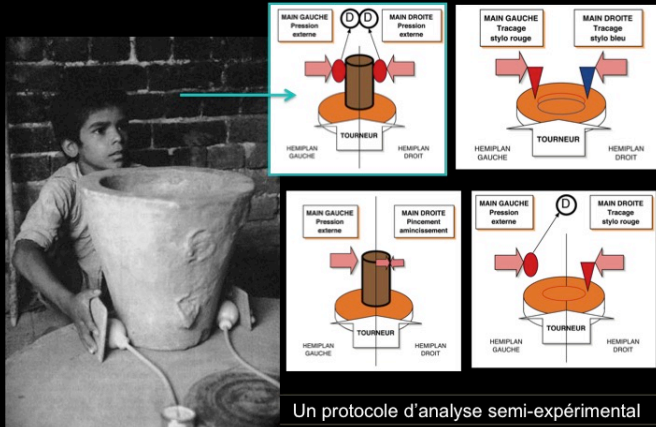 MAIN GAUCHE
Pression
externe
D D
MAIN DROITE
Pression
externe
HEMIPLAN
GAUCHE
TOURNEUR
HEMIPLAN
DROIT
MAIN GAUCHE
Tracage
stylo rouge
MAIN DROITE
Tracage
stylo bleu
HEMIPLAN
GAUCHE
TOURNEUR
HEMIPLAN
DROIT
MAIN GAUCHE
Pression
externe
MAIN DROITE
Pincement
amincissement
HEMIPLAN
GAUCHE
TOURNEUR
HEMIPLAN
DROIT
MAIN GAUCHE
Pression
externe
D
MAIN DROITE
Tracage
stylo rouge
HEMIPLAN
GAUCHE
TOURNEUR
HEMIPLAN
DROIT
Un protocole d'analyse semi-expérimental